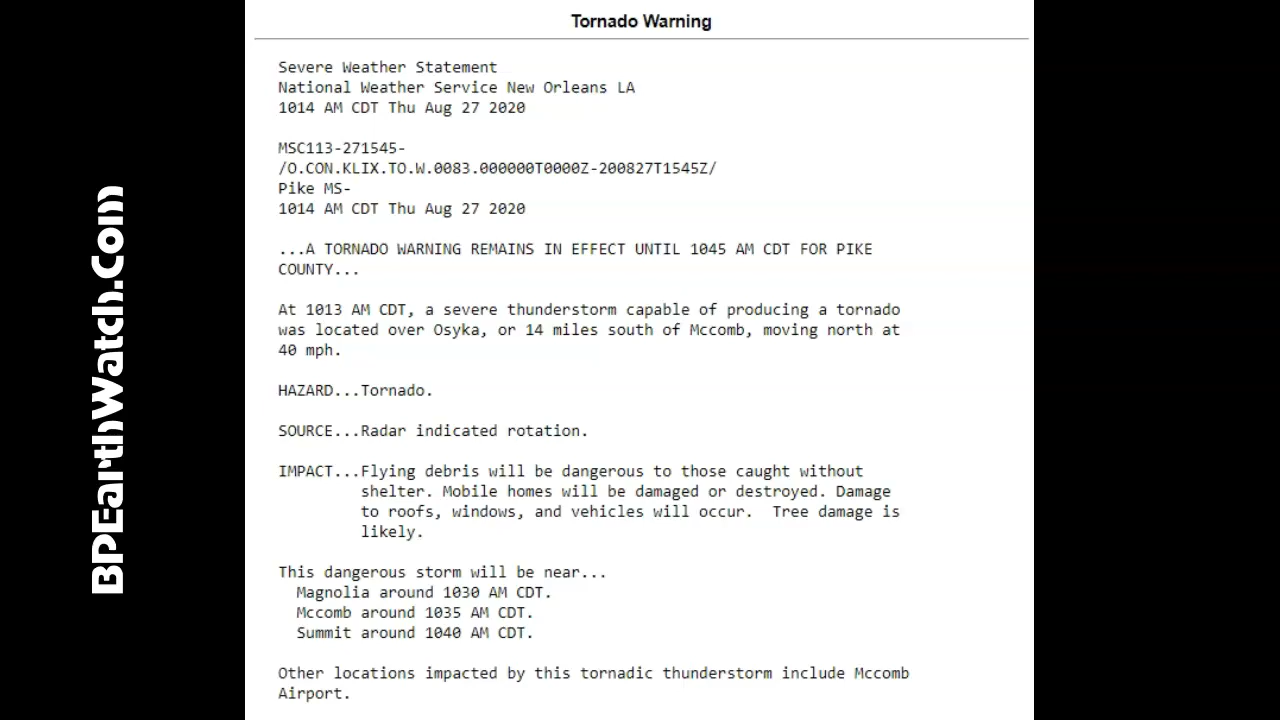 Tornado Warning
Severe Weather Statement
National Weather Service New Orleans LA
1014 AM CDT Thu Aug 27 2020
MSC113-271545-
/O.CON.KLIX.TO.W.0083.000000T0000Z-200827T1545Z/
Pike MS-
1014 AM CDT Thu Aug 27 2020
...A TORNADO WARNING REMAINS IN EFFECT UNTIL 1045 AM CDT FOR PIKE
COUNTY...
At 1013 AM CDT, a severe thunderstorm capable of producing a tornado
was located over Osyka, or 14 miles south of Mccomb, moving north at
40 mph.
HAZARD...Tornado.
SOURCE...Radar indicated rotation.
IMPACT...Flying debris will be dangerous to those caught without
shelter. Mobile homes will be damaged or destroyed. Damage
to roofs, windows, and vehicles will occur.  Tree damage is
likely.
This dangerous storm will be near...
Magnolia around 1030 AM CDT.
Mccomb around 1035 AM CDT.
Summit around 1040 AM CDT.
Other locations impacted by this tornadic thunderstorm include Mccomb
Airport.
BPEarthWatch.Com